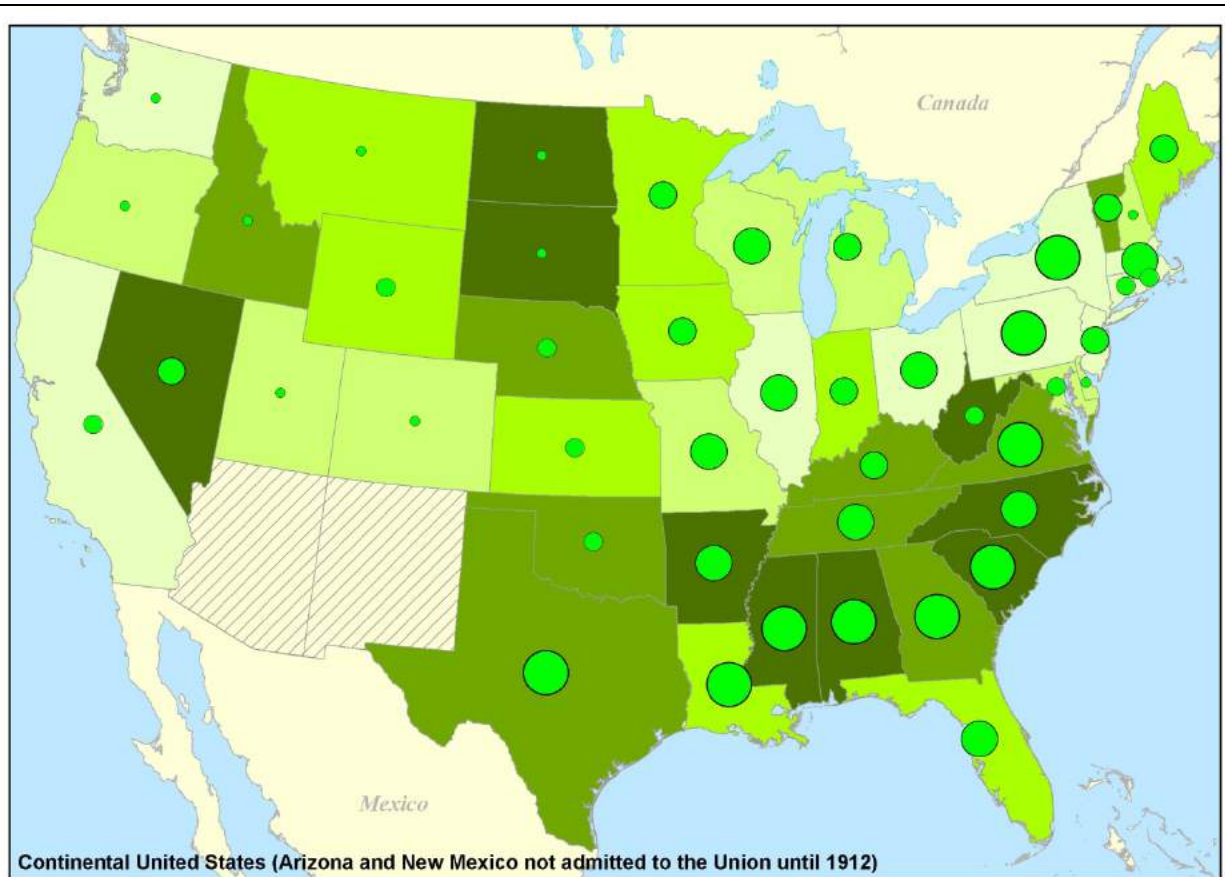 Canada
Mexico
Continental United States (Arizona and New Mexico not admitted to the Union until 1912)